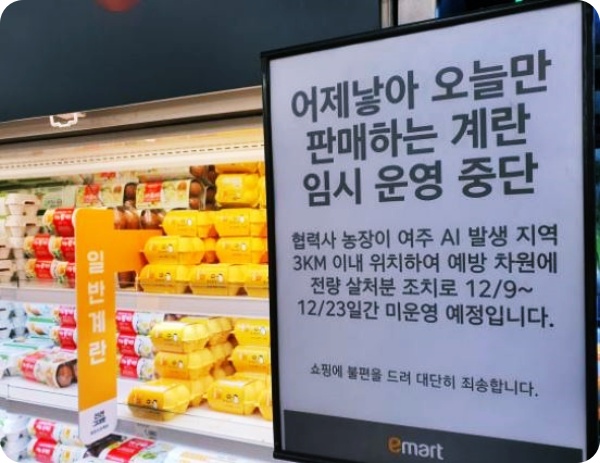 어제낳아 오늘만
판매하는 계란
임시 운영 중단
협력사 농장이 여주 AI 발생 지역
3KM 이내 위치하여 예방 차원에
전량 살처분 조치로 12/9~
12/23일간 미운영 예정입니다.
쇼핑에 불편을 드려 대단히 죄송합니다.
emart
일반계란